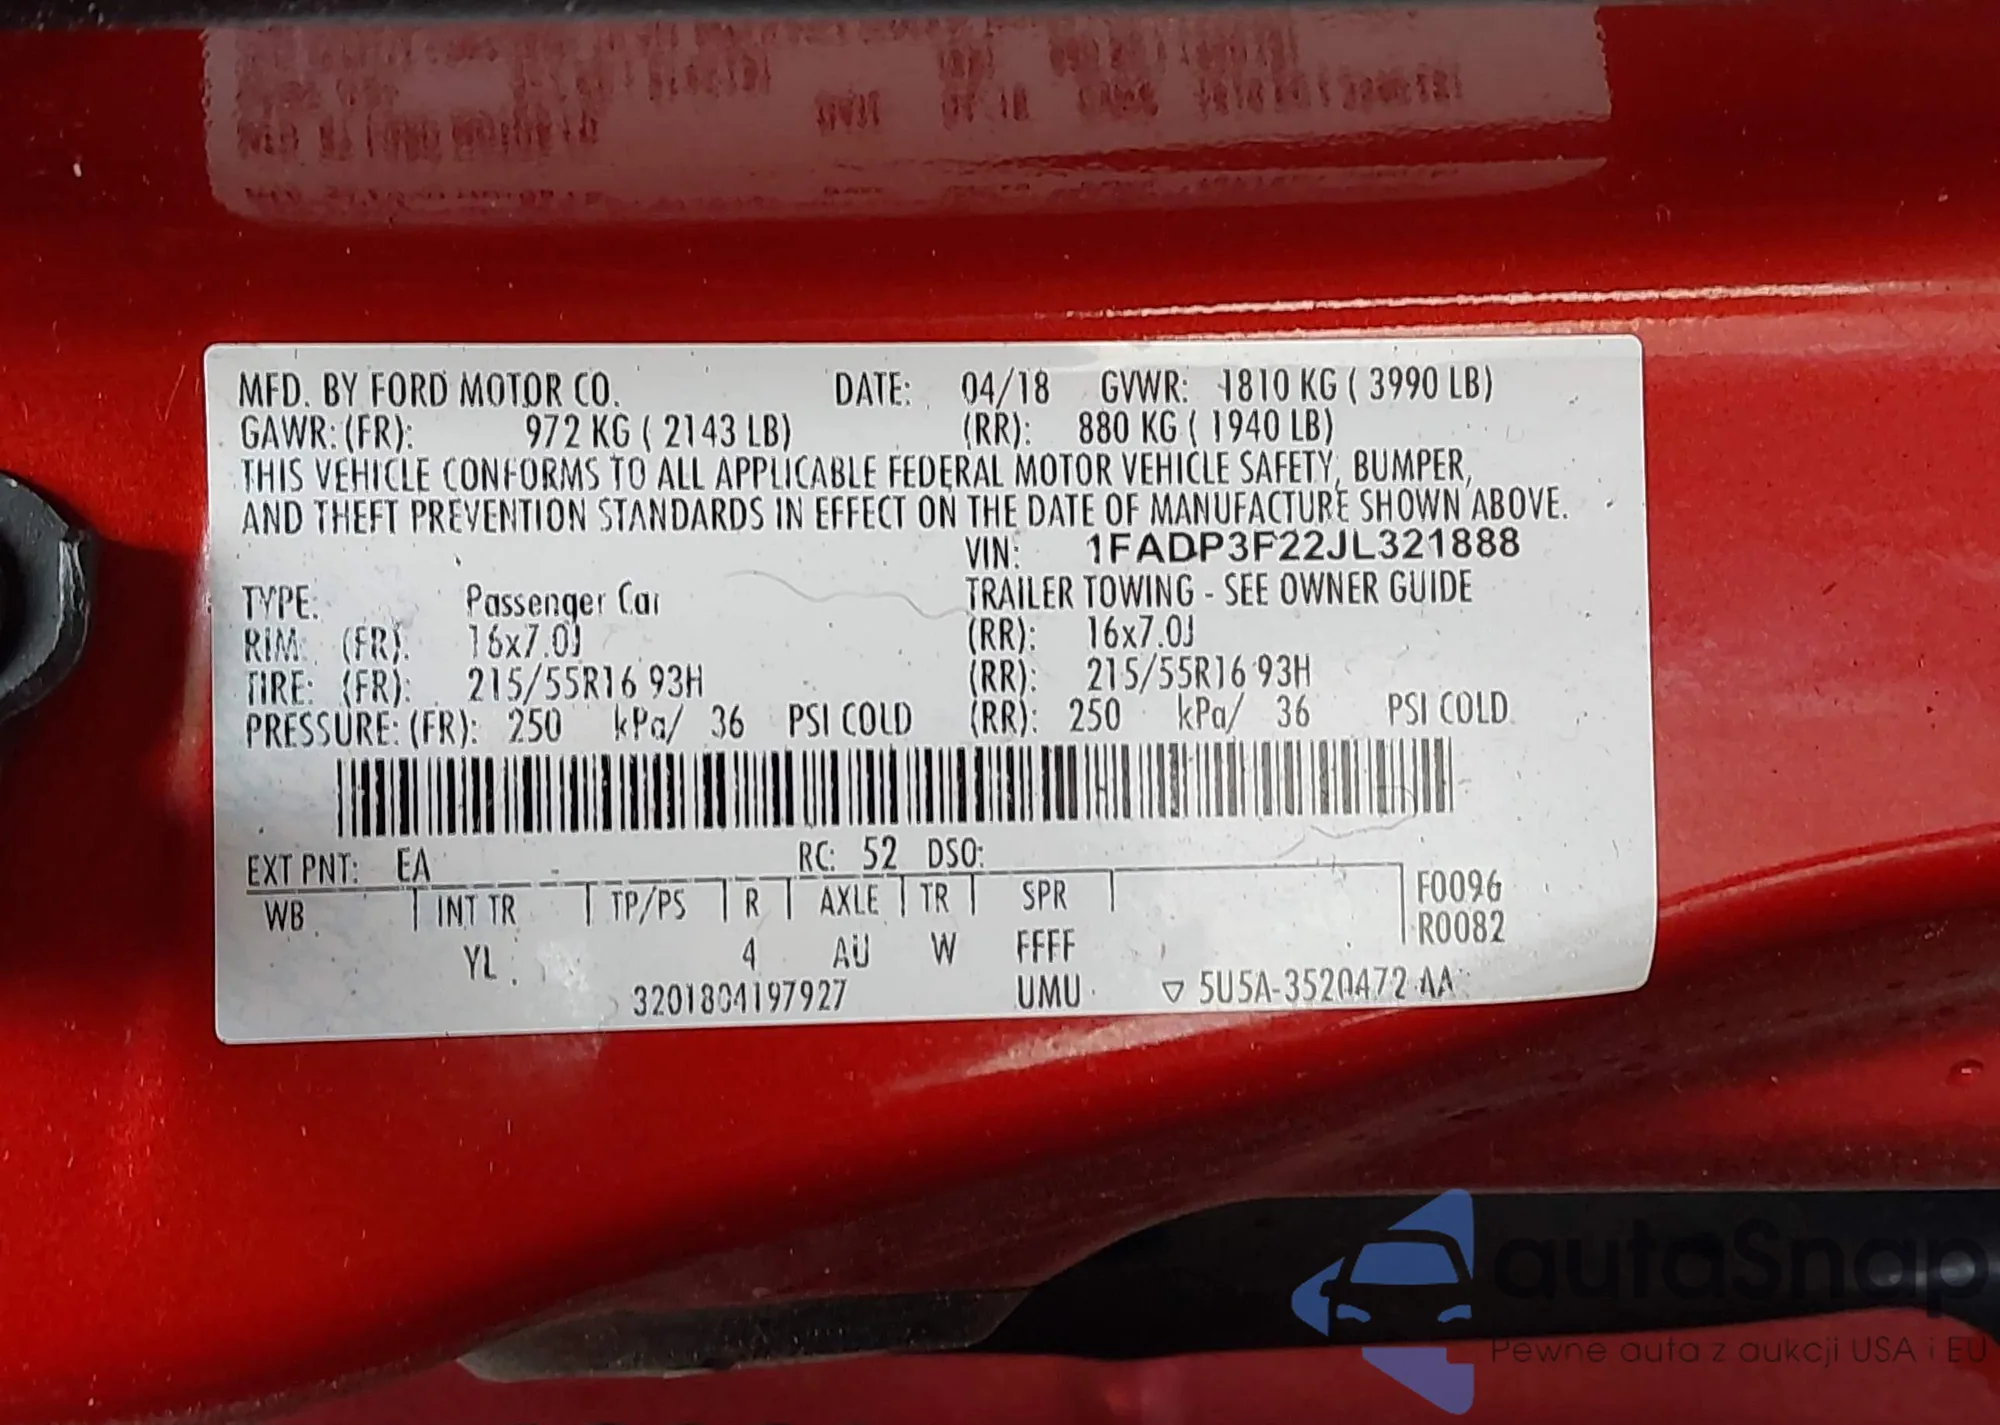 MFD. BY FORD MOTOR CO. DATE: 04/18 GVWR: 1810 KG ( 3990 LB)
GAWR: (FR): 972 KG ( 2143 LB) (RR): 880 KG ( 1940 LB)
THIS VEHICLE CONFORMS TO ALL APPLICABLE FEDERAL MOTOR VEHICLE SAFETY, BUMPER,
AND THEFT PREVENTION STANDARDS IN EFFECT ON THE DATE OF MANUFACTURE SHOWN ABOVE.
VIN: 1FADP3F22JL321888
TYPE: Passenger Car TRAILER TOWING - SEE OWNER GUIDE
RIM: (FR): 16x7.0J (RR): 16x7.0J
TIRE: (FR): 215/55R16 93H (RR): 215/55R16 93H
PRESSURE: (FR): 250 kPa/ 36 PSI COLD (RR): 250 kPa/ 36 PSI COLD
EXT PNT: EA RC: 52 DSO:
WB INT TR TP/PS R AXLE TR SPR F0096
R0082
YL 4 AU W FFFF
3201804197927 UMU ▽ 5U5A-3520472-AA
autoSnap
Pewne auta z aukcji USA i EU